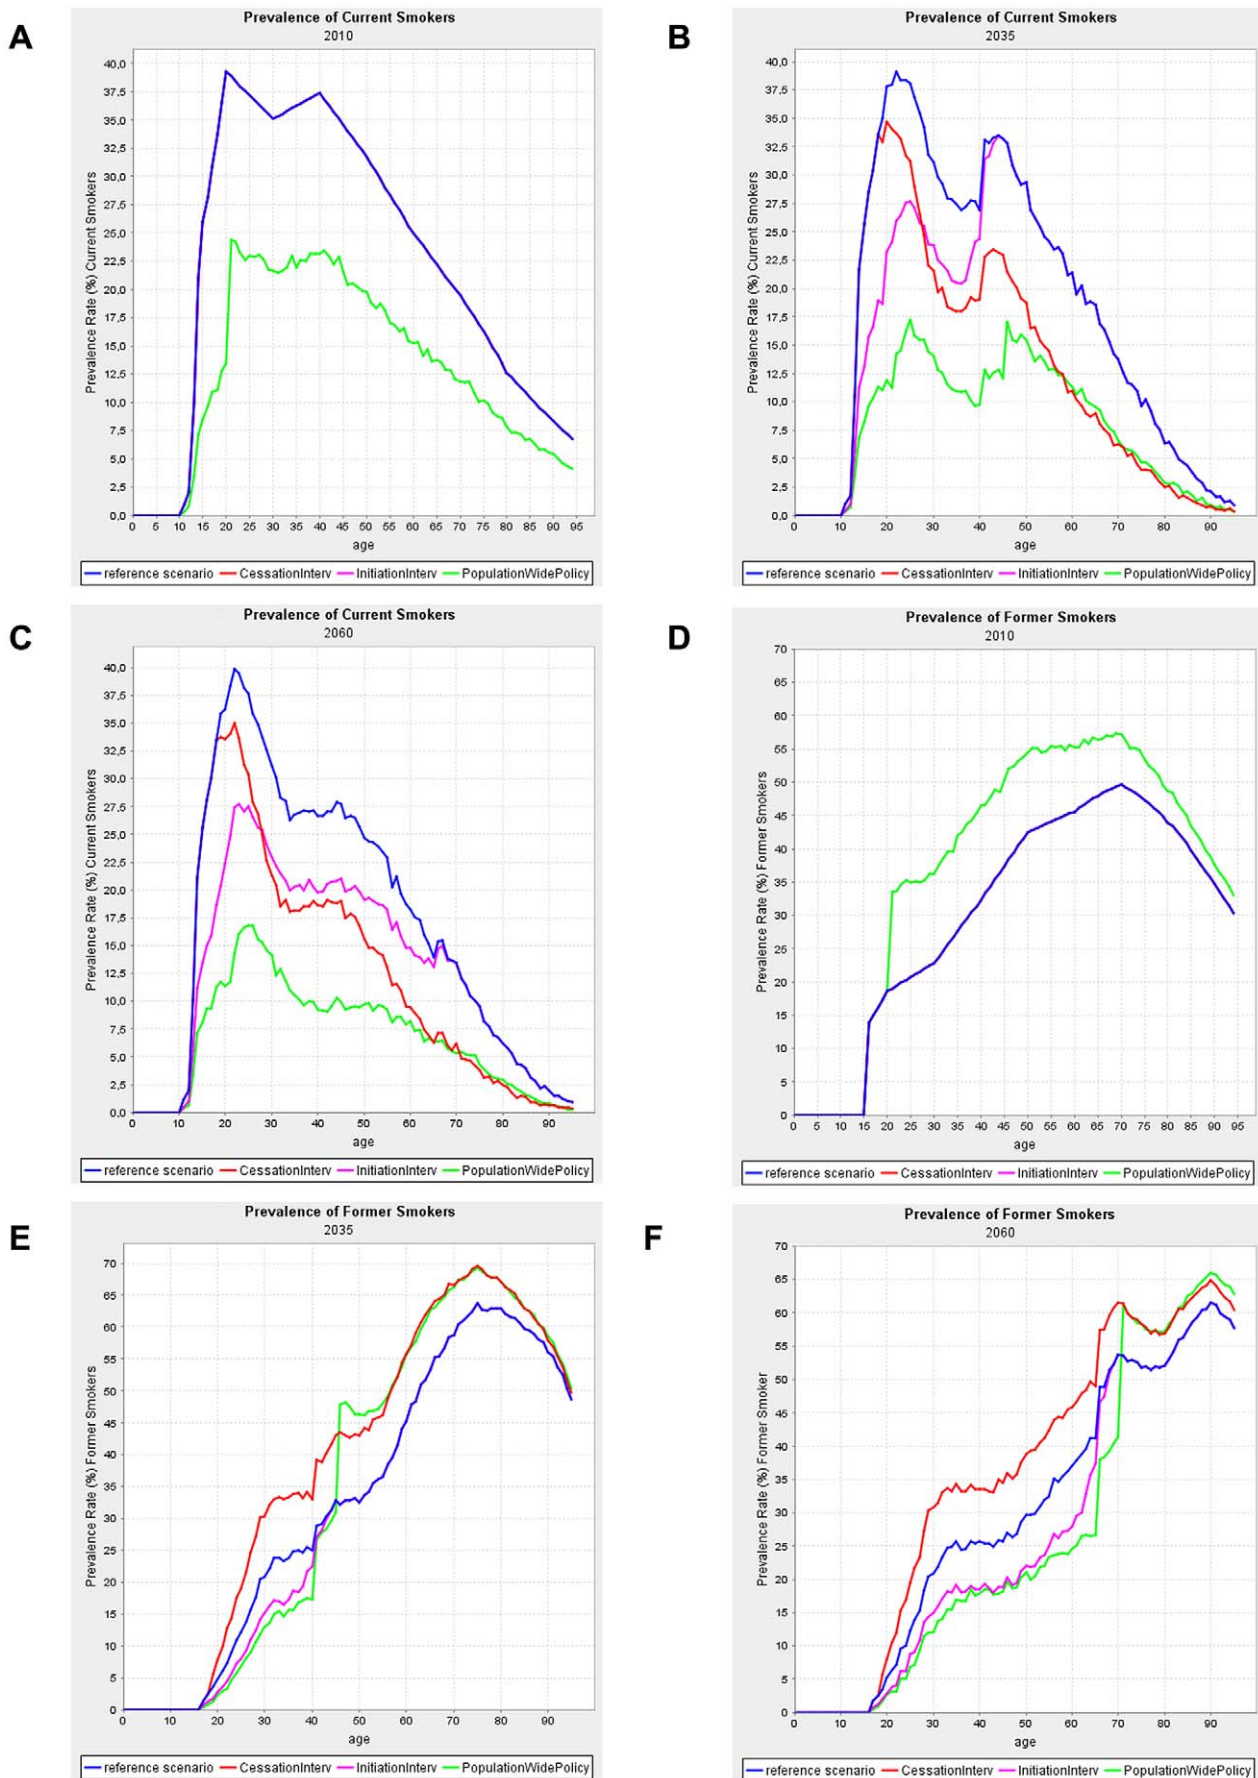 A
Prevalence of Current Smokers
2010
Prevalence Rate (%) Current Smokers
40,0
37,5
35,0
32,5
30,0
27,5
25,0
22,5
20,0
17,5
15,0
12,5
10,0
7,5
5,0
2,5
0,0
0 5 10 15 20 25 30 35 40 45 50 55 60 65 70 75 80 85 90 95
age
reference scenario CessationInterv InitiationInterv PopulationWidePolicy
B
Prevalence of Current Smokers
2035
Prevalence Rate (%) Current Smokers
40,0
37,5
35,0
32,5
30,0
27,5
25,0
22,5
20,0
17,5
15,0
12,5
10,0
7,5
5,0
2,5
0,0
0 10 20 30 40 50 60 70 80 90
age
reference scenario CessationInterv InitiationInterv PopulationWidePolicy
C
Prevalence of Current Smokers
2060
Prevalence Rate (%) Current Smokers
40,0
37,5
35,0
32,5
30,0
27,5
25,0
22,5
20,0
17,5
15,0
12,5
10,0
7,5
5,0
2,5
0,0
0 10 20 30 40 50 60 70 80 90
age
reference scenario CessationInterv InitiationInterv PopulationWidePolicy
D
Prevalence of Former Smokers
2010
Prevalence Rate (%) Former Smokers
70
65
60
55
50
45
40
35
30
25
20
15
10
5
0
0 5 10 15 20 25 30 35 40 45 50 55 60 65 70 75 80 85 90 95
age
reference scenario CessationInterv InitiationInterv PopulationWidePolicy
E
Prevalence of Former Smokers
2035
Prevalence Rate (%) Former Smokers
70
65
60
55
50
45
40
35
30
25
20
15
10
5
0
0 10 20 30 40 50 60 70 80 90
age
reference scenario CessationInterv InitiationInterv PopulationWidePolicy
F
Prevalence of Former Smokers
2060
Prevalence Rate (%) Former Smoker
70
65
60
55
50
45
40
35
30
25
20
15
10
5
0
0 10 20 30 40 50 60 70 80 90
age
reference scenario CessationInterv InitiationInterv PopulationWidePolicy